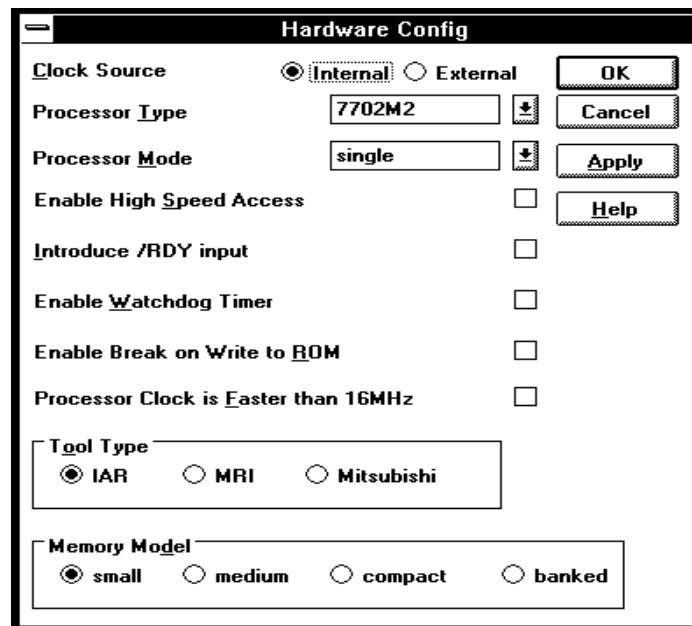 Hardware Config
Clock Source Internal External OK
Processor Type 7702M2 Cancel
Processor Mode single Apply
Enable High Speed Access Help
Introduce /RDY input
Enable Watchdog Timer
Enable Break on Write to ROM
Processor Clock is Faster than 16MHz
Tool Type
IAR MRI Mitsubishi
Memory Model
small medium compact banked